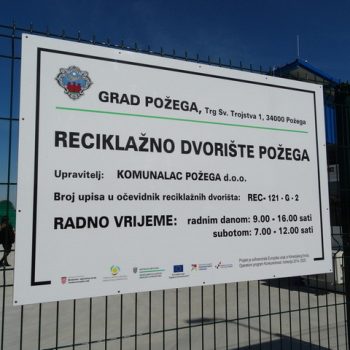 GRAD POŽEGA, Trg Sv. Trojstva 1, 34000 Požega
RECIKLAŽNO DVORIŠTE POŽEGA
Upravitelj: KOMUNALAC POŽEGA d.o.o.
Broj upisa u očevidnik reciklažnih dvorišta: REC- 121 - G - 2
RADNO VRIJEME: radnim danom: 9.00 - 16.00 sati
subotom: 7.00 - 12.00 sati